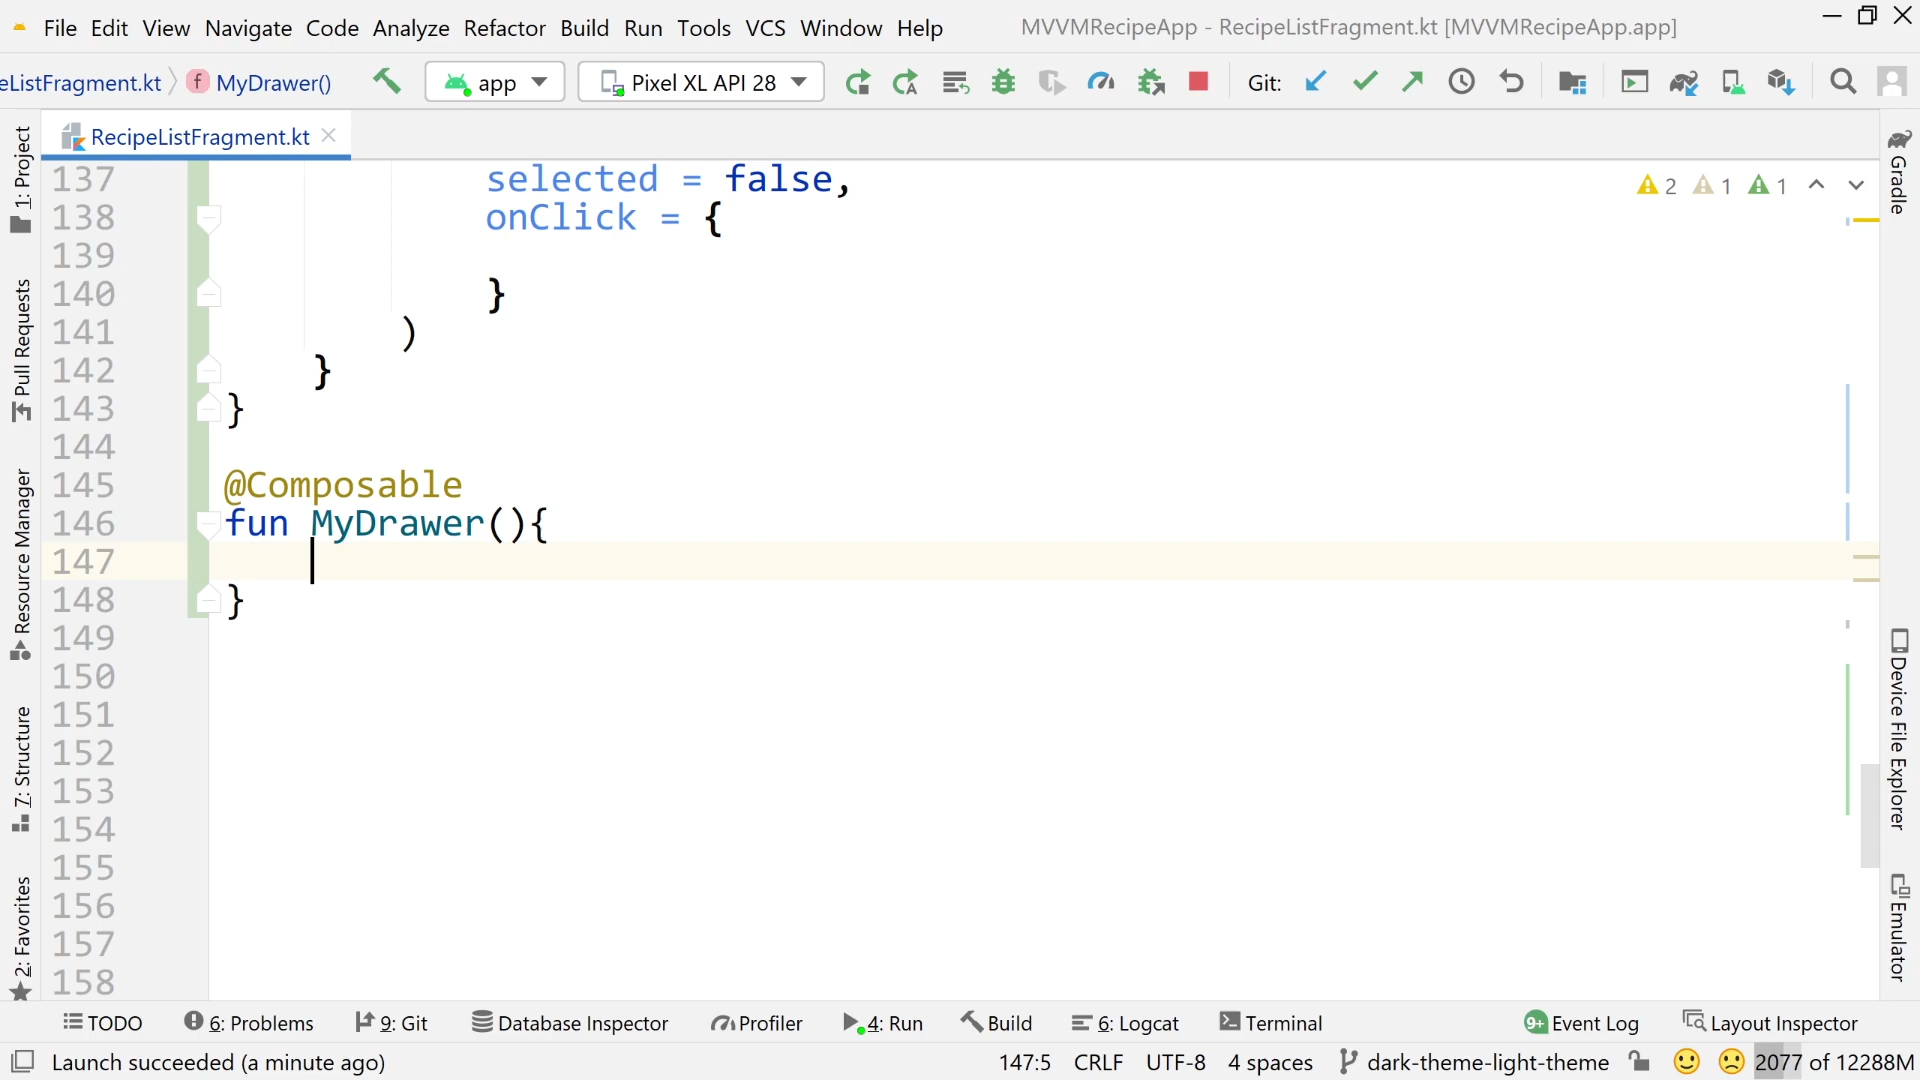 File Edit View Navigate Code Analyze Refactor Build Run Tools VCS Window Help MVVMRecipeApp - RecipeListFragment.kt [MVVMRecipeApp.app]
eListFragment.kt MyDrawer() app Pixel XL API 28 Git:
RecipeListFragment.kt
137 selected = false,
138 onClick = {
139
140 }
141 )
142 }
143 }
144
145 @Composable
146 fun MyDrawer(){
147
148 }
149
150
151
152
153
154
155
156
157
158
2 1 1
1: Project
Pull Requests
Resource Manager
7: Structure
2: Favorites
Gradle
Device File Explorer
Emulator
TODO 6: Problems 9: Git Database Inspector Profiler 4: Run Build 6: Logcat Terminal 9+ Event Log Layout Inspector
Launch succeeded (a minute ago) 147:5 CRLF UTF-8 4 spaces dark-theme-light-theme 2077 of 12288M